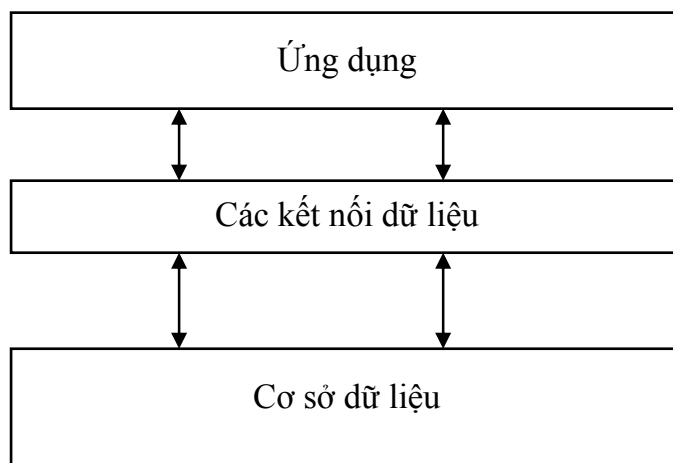 Ứng dụng
Các kết nối dữ liệu
Cơ sở dữ liệu